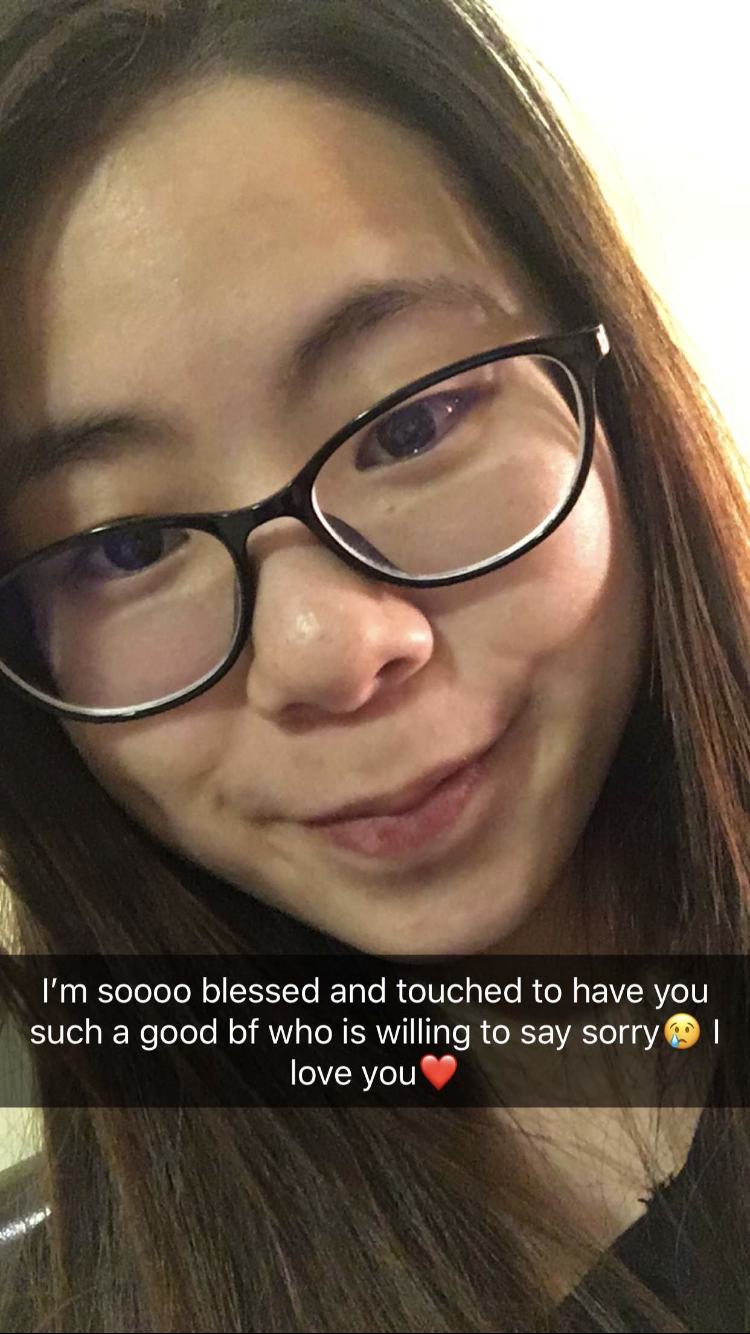 I’m soooo blessed and touched to have you
such a good bf who is willing to say sorry😢 I
love you❤️